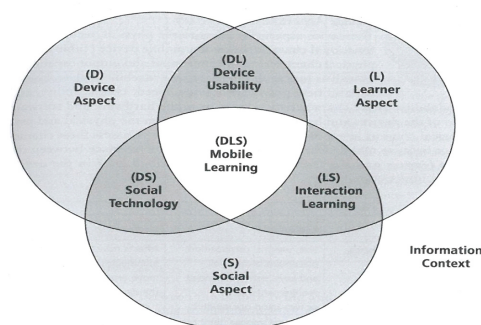 (DL)
Device
Usability
(D)
Device
Aspect
(L)
Learner
Aspect
(DLS)
Mobile
Learning
(DS)
Social
Technology
(LS)
Interaction
Learning
(S)
Social
Aspect
Information
Context